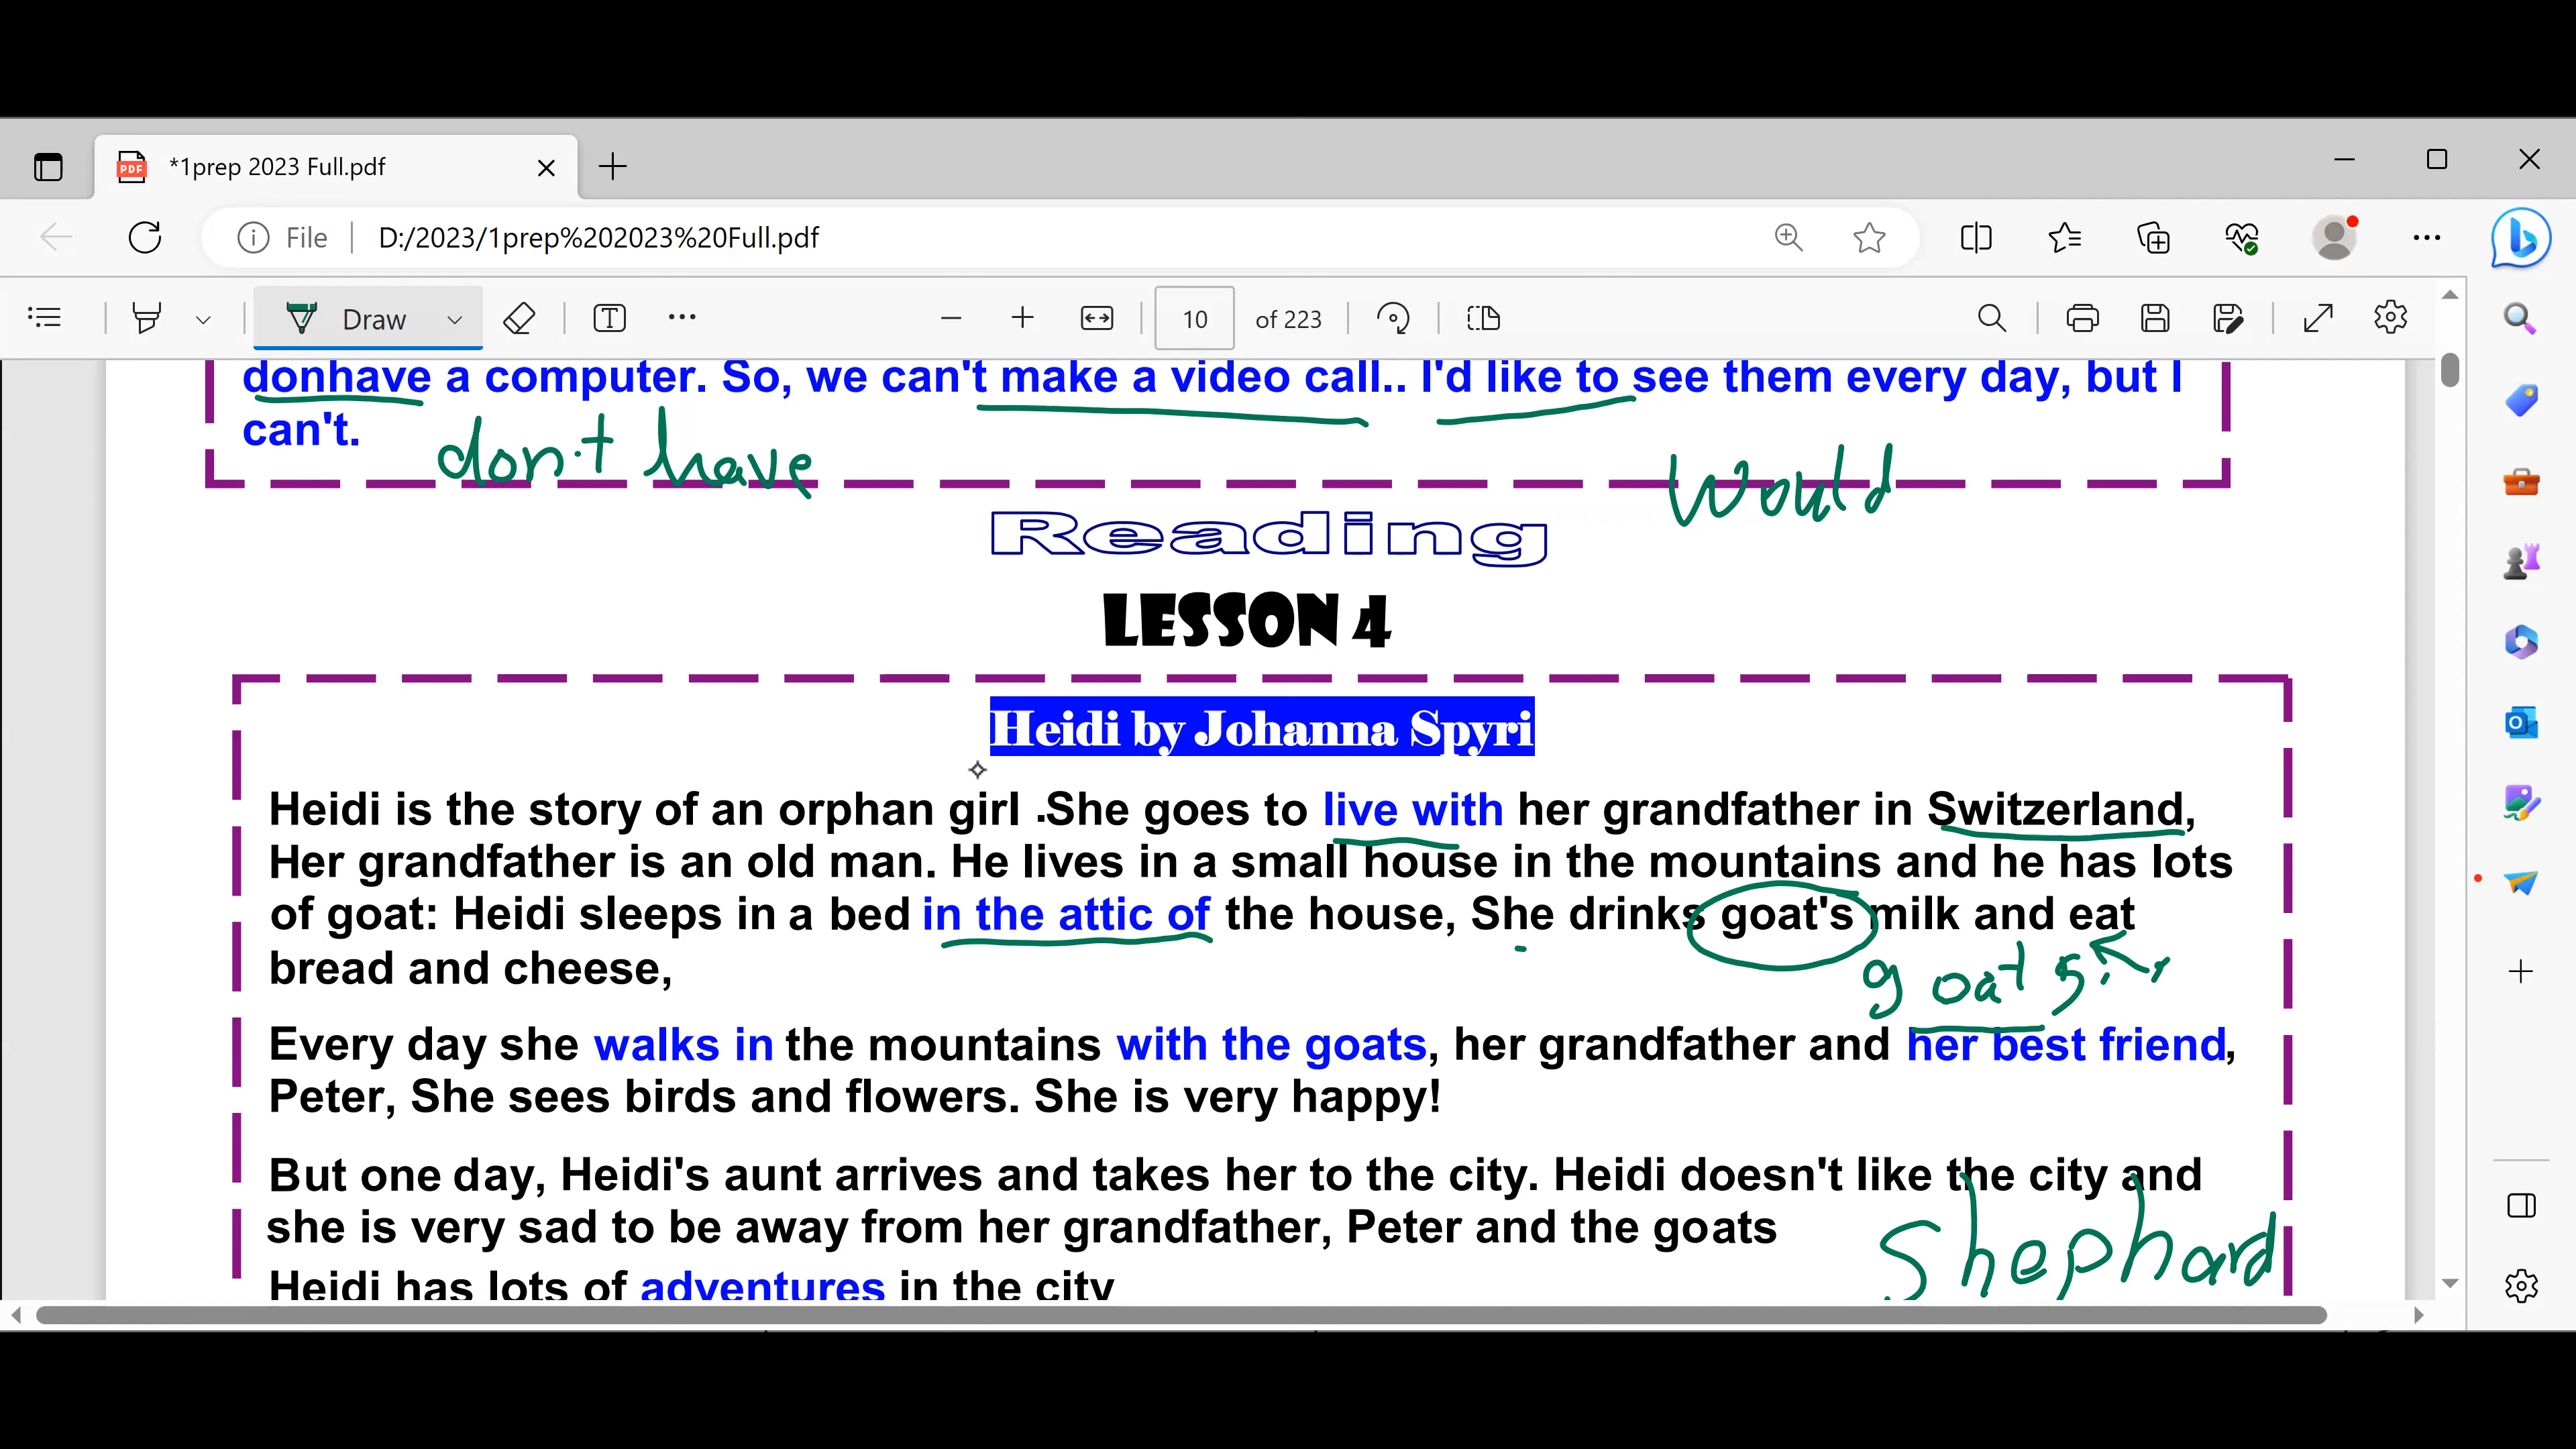 *1prep 2023 Full.pdf
File D:/2023/1prep%202023%20Full.pdf
Draw 10 of 223
donhave a computer. So, we can't make a video call.. I'd like to see them every day, but I
can't.
don't have
would
Reading
LESSON 4
Heidi by Johanna Spyri
Heidi is the story of an orphan girl .She goes to live with her grandfather in Switzerland,
Her grandfather is an old man. He lives in a small house in the mountains and he has lots
of goat: Heidi sleeps in a bed in the attic of the house, She drinks goat's milk and eat
bread and cheese,
goats
Every day she walks in the mountains with the goats, her grandfather and her best friend,
Peter, She sees birds and flowers. She is very happy!
But one day, Heidi's aunt arrives and takes her to the city. Heidi doesn't like the city and
she is very sad to be away from her grandfather, Peter and the goats
shephard
Heidi has lots of adventures in the city